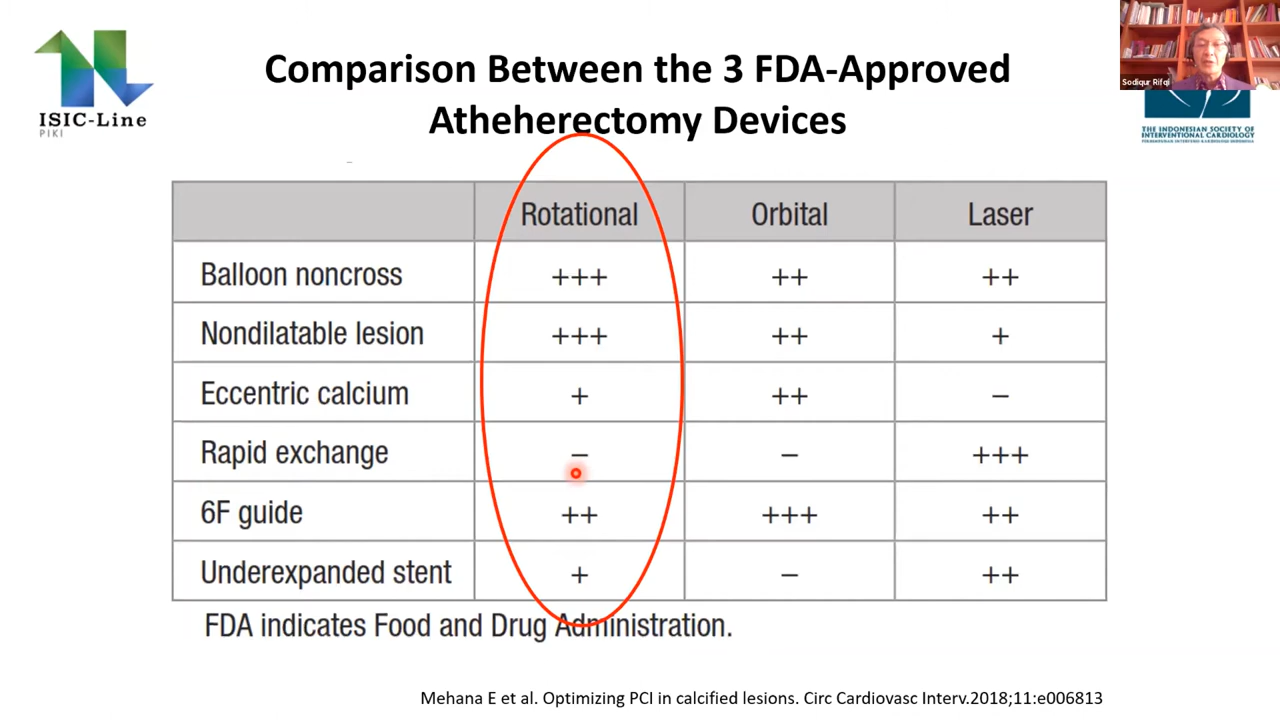 Comparison Between the 3 FDA-Approved
Atheherectomy Devices
ISIC-Line
PIKI
Sodiqur Rifqi
THE INDONESIAN SOCIETY OF
INTERVENTIONAL CARDIOLOGY
Rotational Orbital Laser
Balloon noncross +++ ++ ++
Nondilatable lesion +++ ++ +
Eccentric calcium + ++ –
Rapid exchange – – +++
6F guide ++ +++ ++
Underexpanded stent + – ++
FDA indicates Food and Drug Administration.
Mehana E et al. Optimizing PCI in calcified lesions. Circ Cardiovasc Interv.2018;11:e006813